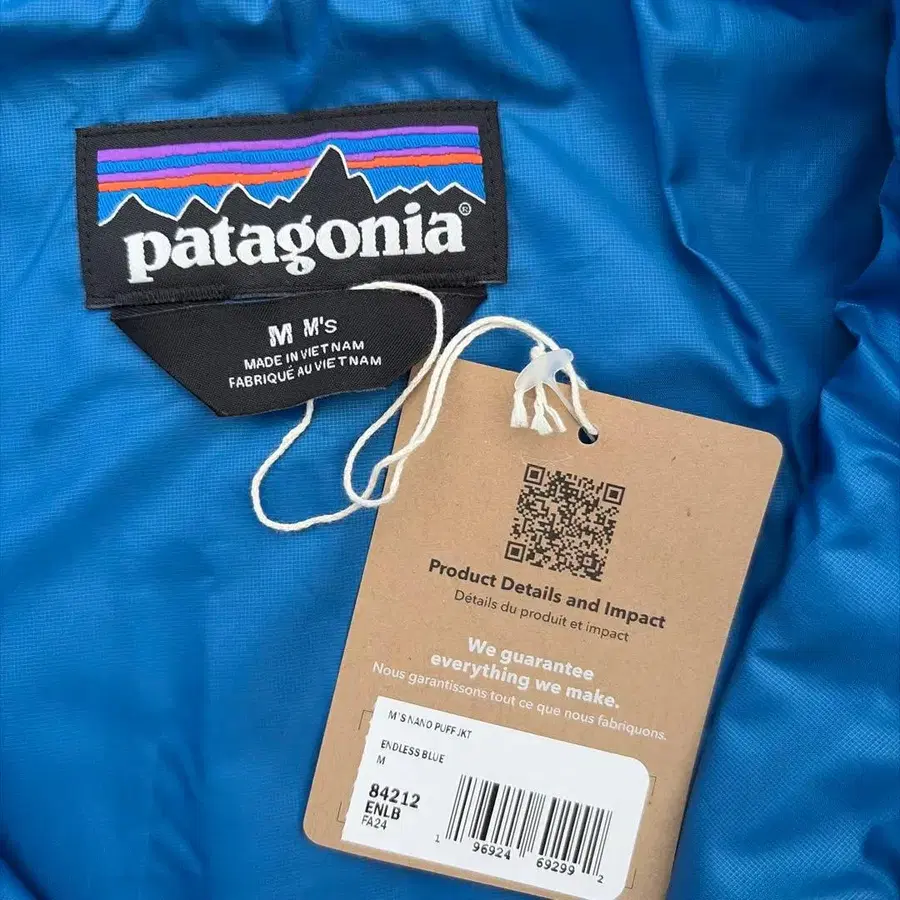 patagonia®
M M's
MADE IN VIETNAM
FABRIQUÉ AU VIETNAM
Product Details and Impact
Détails du produit et impact
We guarantee
everything we make.
Nous garantissons tout ce que nous fabriquons.
M'S NANO PUFF JKT
ENDLESS BLUE
M
84212
ENLB
FA24
1 96924 69299 2